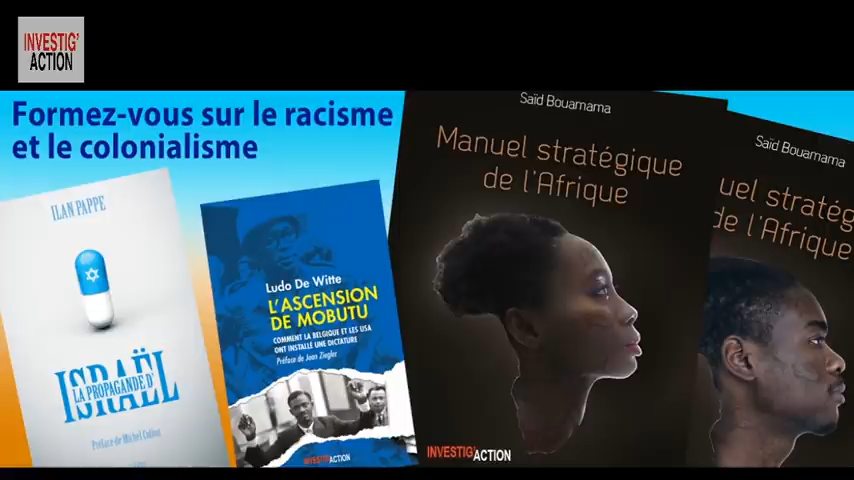 INVESTIG'
ACTION
Formez-vous sur le racisme
et le colonialisme
ILAN PAPPE
LA PROPAGANDE D'
ISRAËL
Préface de Michel Collon
Ludo De Witte
L'ASCENSION
DE MOBUTU
COMMENT LA BELGIQUE ET LES USA
ONT INSTALLÉ UNE DICTATURE
Préface de Jean Ziegler
INVESTIG'ACTION
Saïd Bouamama
Manuel stratégique
de l'Afrique
INVESTIG'ACTION
Saïd Bouamama
uel stratég
de l'Afrique